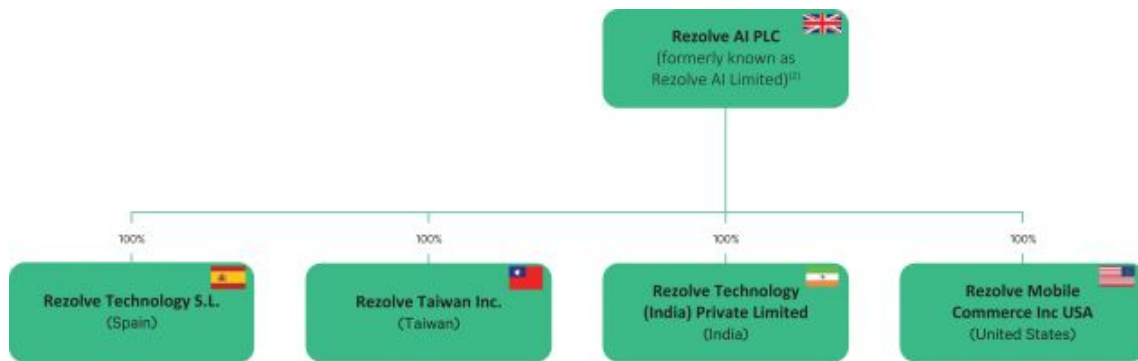 Rezolve AI PLC
(formerly known as
Rezolve AI Limited)(2)
100%
100%
100%
100%
Rezolve Technology S.L.
(Spain)
Rezolve Taiwan Inc.
(Taiwan)
Rezolve Technology
(India) Private Limited
(India)
Rezolve Mobile
Commerce Inc USA
(United States)